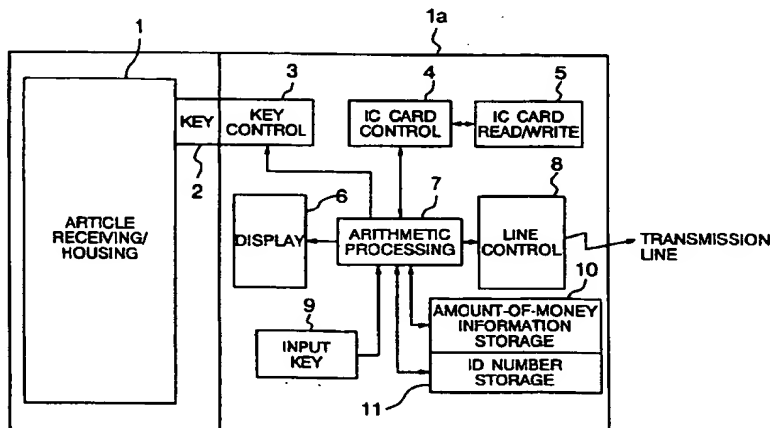 1
1a
3
4
5
KEY
KEY
CONTROL
IC CARD
CONTROL
IC CARD
READ/WRITE
2
6
7
8
ARTICLE
RECEIVING/
HOUSING
DISPLAY
ARITHMETIC
PROCESSING
LINE
CONTROL
TRANSMISSION
LINE
9
10
INPUT
KEY
AMOUNT-OF-MONEY
INFORMATION
STORAGE
ID NUMBER
STORAGE
11